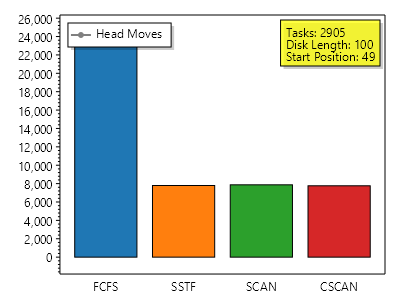 26,000
Head Moves
Tasks: 2905
Disk Length: 100
Start Position: 49
24,000
22,000
20,000
18,000
16,000
14,000
12,000
10,000
8,000
6,000
4,000
2,000
0
FCFS SSTF SCAN CSCAN